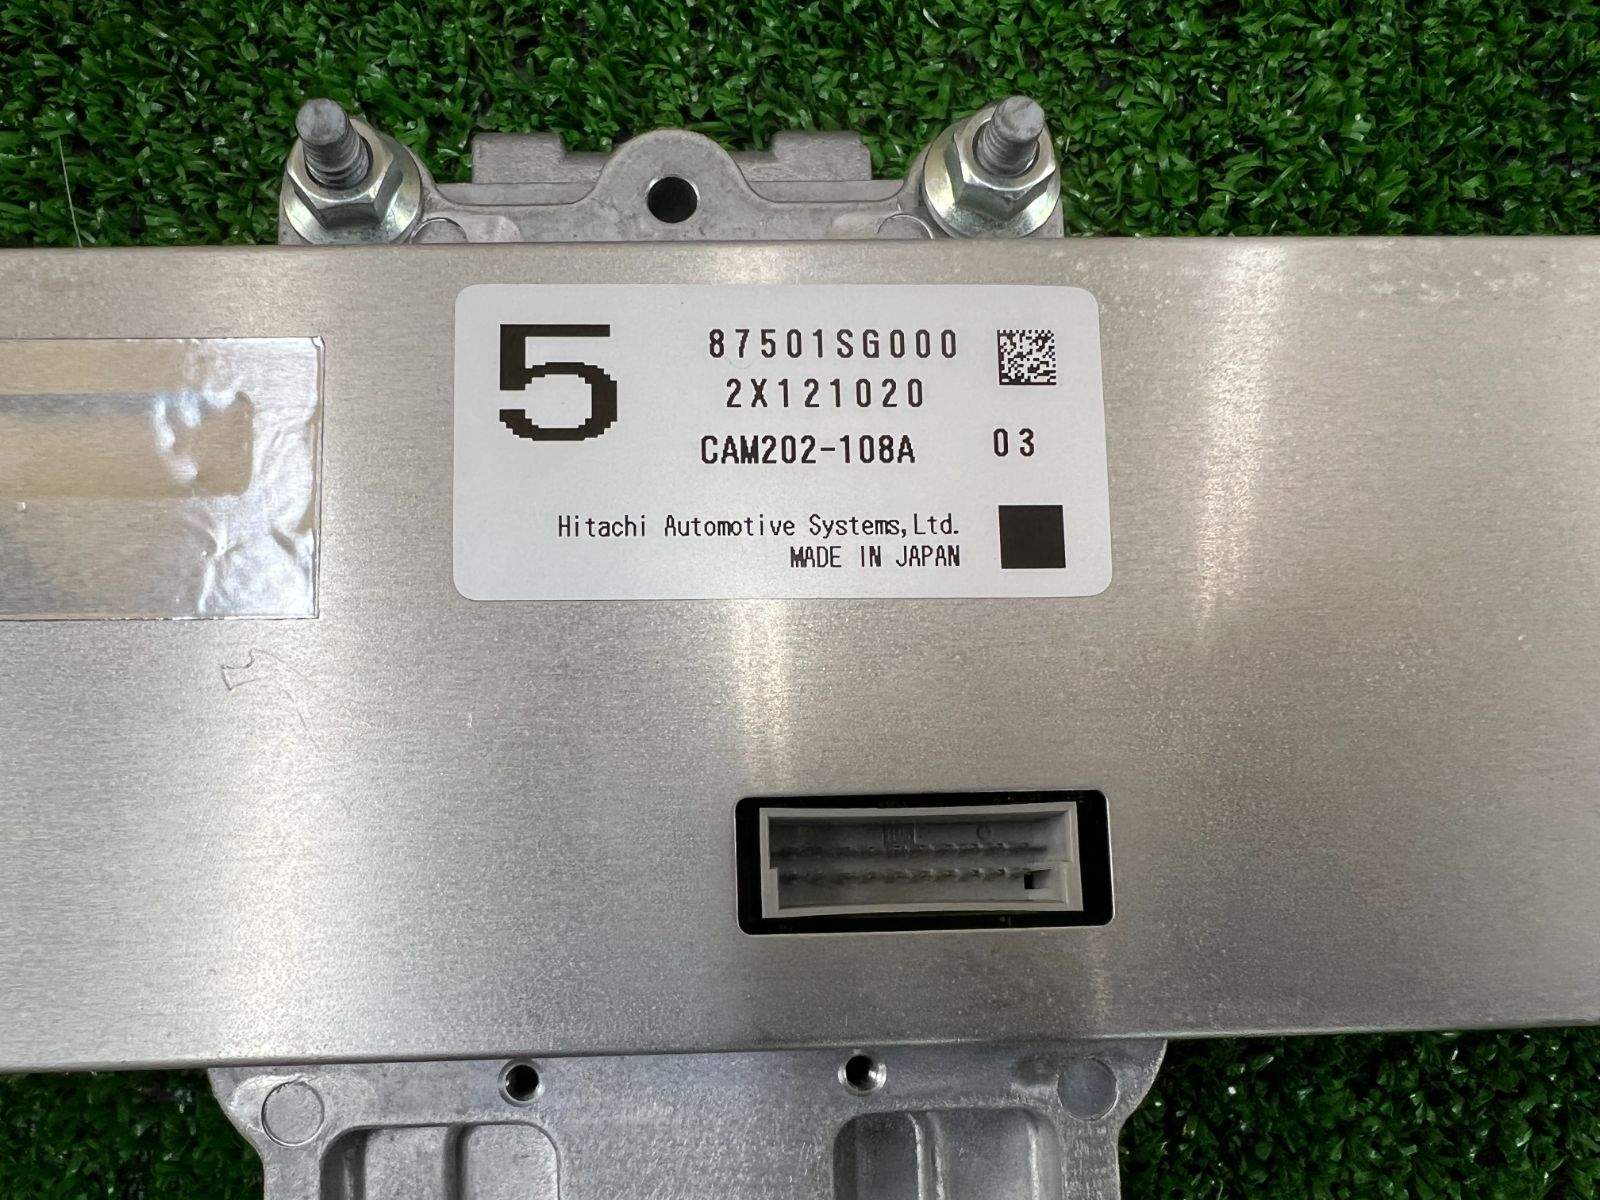 5
87501SG000
2X121020
CAM202-108A 03
Hitachi Automotive Systems,Ltd.
MADE IN JAPAN